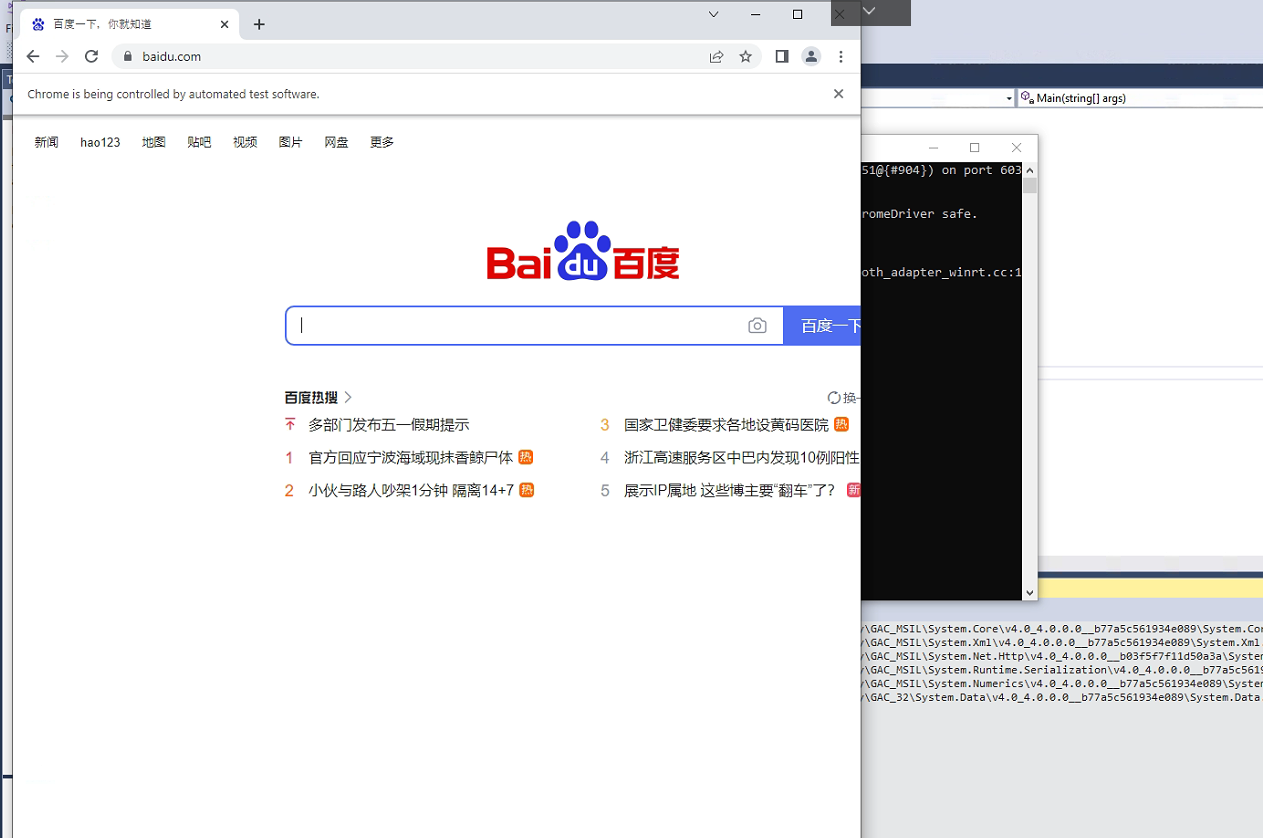 百度一下，你就知道
baidu.com
Chrome is being controlled by automated test software.
新闻 hao123 地图 贴吧 视频 图片 网盘 更多
Main(string[] args)
51@{#904}) on port 603
romeDriver safe.
oth_adapter_winrt.cc:1
Bai du 百度
百度一下
百度热搜
换一
多部门发布五一假期提示
3 国家卫健委要求各地设黄码医院 热
1 官方回应宁波海域现抹香鲸尸体 热
4 浙江高速服务区中巴内发现10例阳性
2 小伙与路人吵架1分钟 隔离14+7 热
5 展示IP属地 这些博主要“翻车”了? 新
\GAC_MSIL\System.Core\v4.0_4.0.0.0__b77a5c561934e089\System.Cor
\GAC_MSIL\System.Xml\v4.0_4.0.0.0__b77a5c561934e089\System.Xml
\GAC_MSIL\System.Net.Http\v4.0_4.0.0.0__b03f5f7f11d50a3a\System
\GAC_MSIL\System.Runtime.Serialization\v4.0_4.0.0.0__b77a5c5619
\GAC_MSIL\System.Numerics\v4.0_4.0.0.0__b77a5c561934e089\System
\GAC_32\System.Data\v4.0_4.0.0.0__b77a5c561934e089\System.Data.